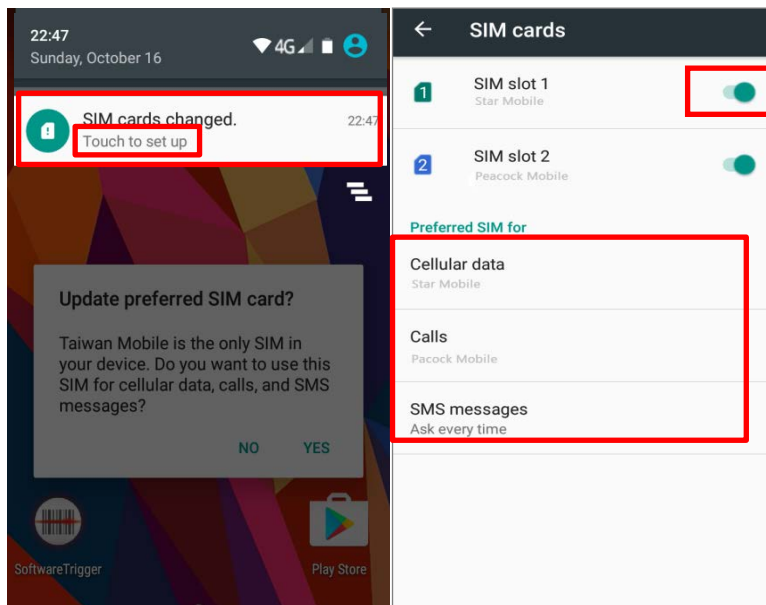 22:47
Sunday, October 16
4G
SIM cards changed.
22:47
Touch to set up
Update preferred SIM card?
Taiwan Mobile is the only SIM in
your device. Do you want to use this
SIM for cellular data, calls, and SMS
messages?
NO YES
SoftwareTrigger
Play Store
SIM cards
1
SIM slot 1
Star Mobile
2
SIM slot 2
Peacock Mobile
Preferred SIM for
Cellular data
Star Mobile
Calls
Pacock Mobile
SMS messages
Ask every time